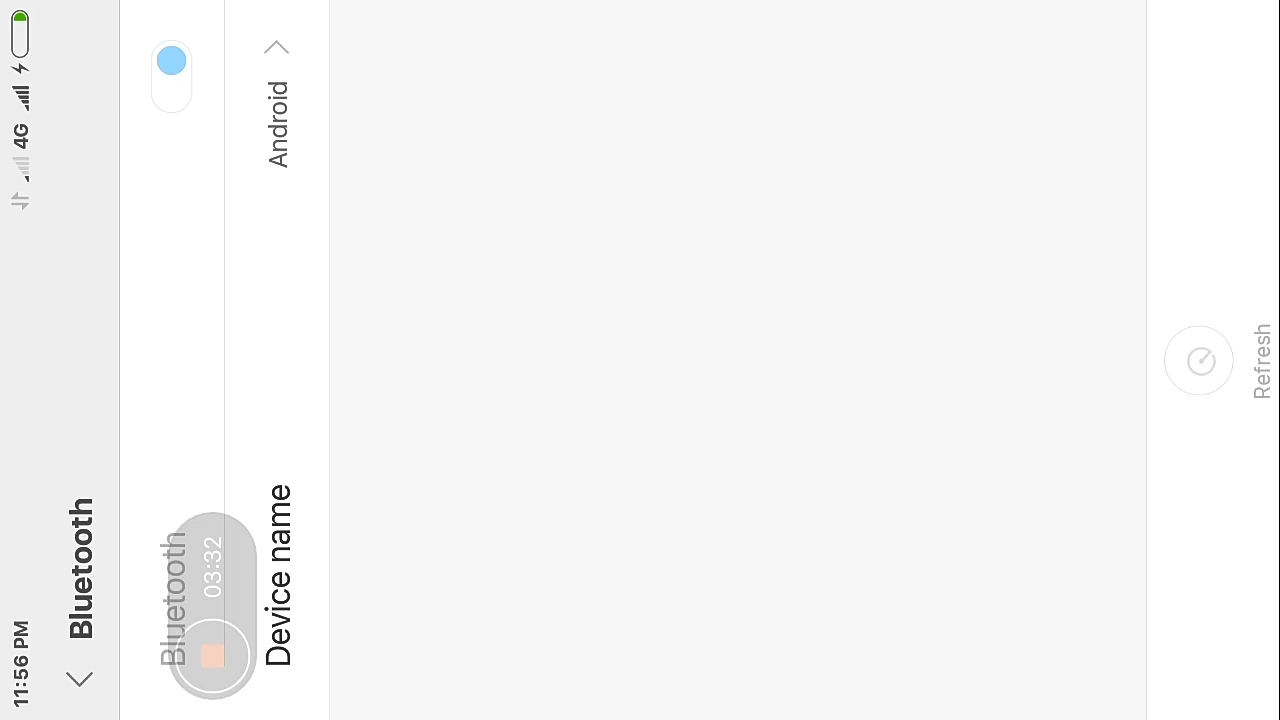 11:56 PM 4G
Bluetooth
Bluetooth
03:32
Device name Android
Refresh